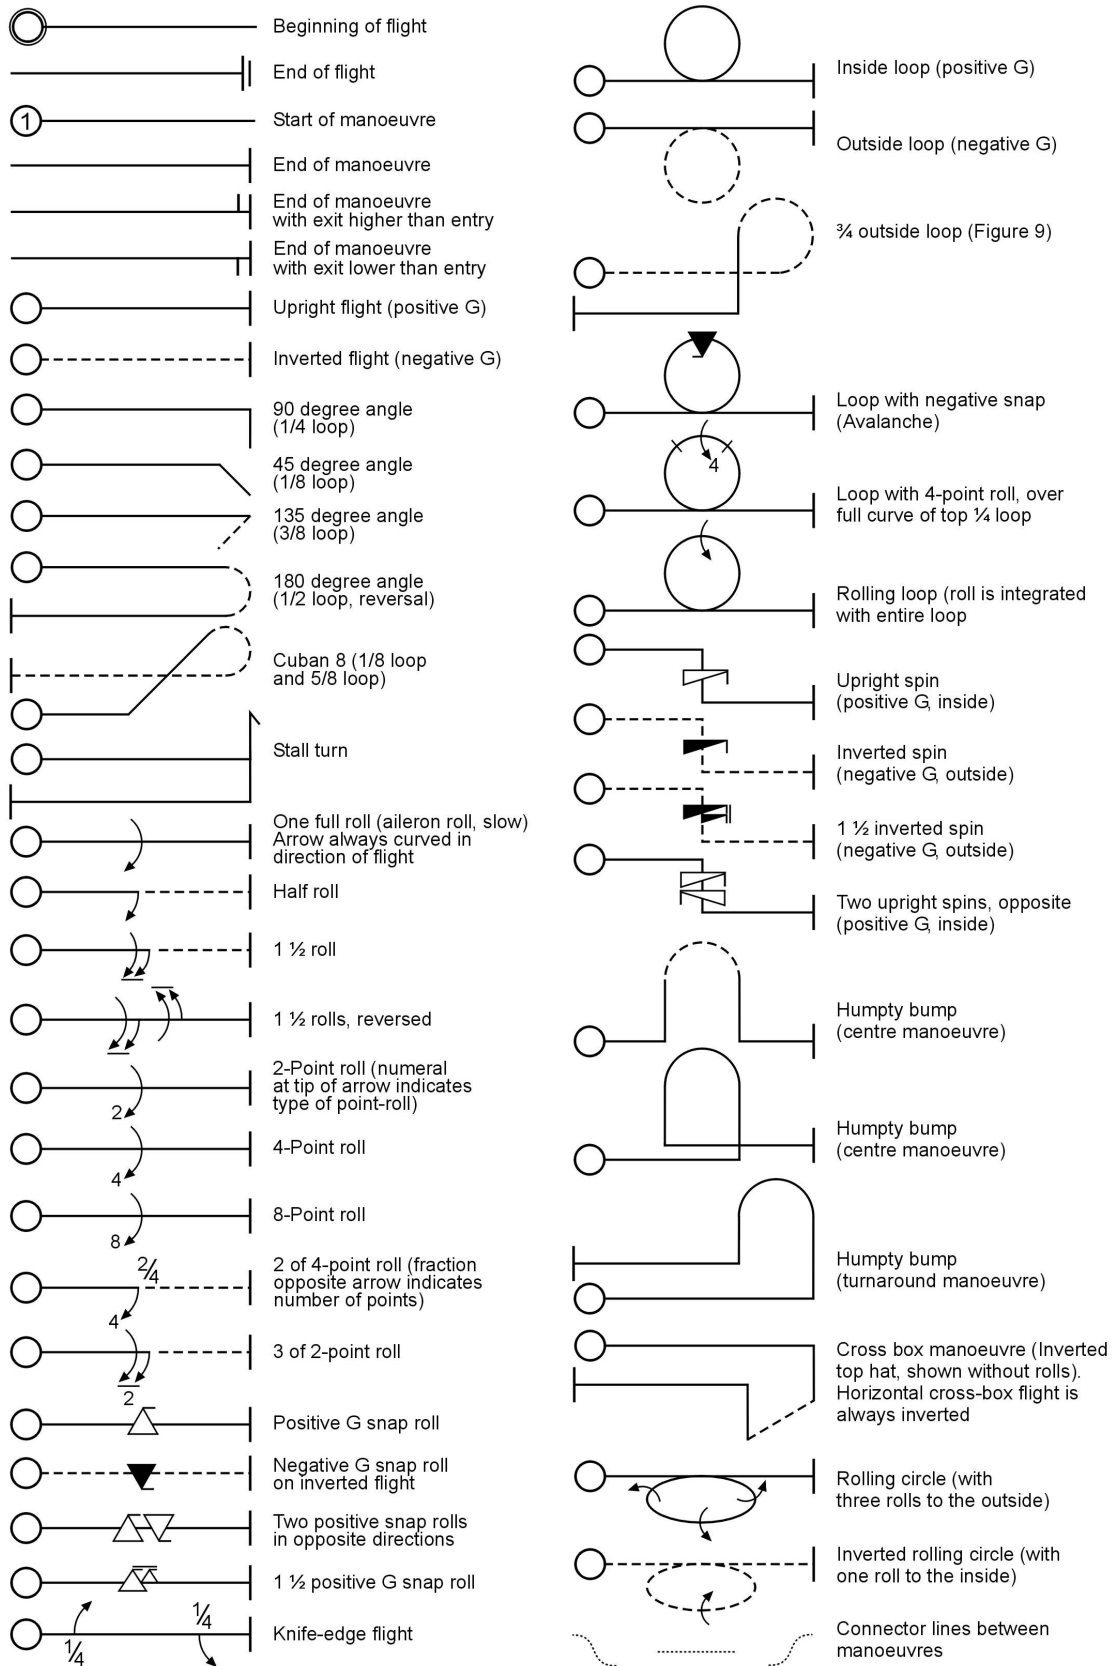 Beginning of flight
End of flight
1
Start of manoeuvre
End of manoeuvre
End of manoeuvre
with exit higher than entry
End of manoeuvre
with exit lower than entry
Upright flight (positive G)
Inverted flight (negative G)
90 degree angle
(1/4 loop)
45 degree angle
(1/8 loop)
135 degree angle
(3/8 loop)
180 degree angle
(1/2 loop, reversal)
Cuban 8 (1/8 loop
and 5/8 loop)
Stall turn
One full roll (aileron roll, slow)
Arrow always curved in
direction of flight
Half roll
1 ½ roll
1 ½ rolls, reversed
2-Point roll (numeral
at tip of arrow indicates
type of point-roll)
2
4-Point roll
4
8-Point roll
8
2/4
2 of 4-point roll (fraction
opposite arrow indicates
number of points)
4
3 of 2-point roll
2
Positive G snap roll
Negative G snap roll
on inverted flight
Two positive snap rolls
in opposite directions
1 ½ positive G snap roll
1/4
1/4
Knife-edge flight
Inside loop (positive G)
Outside loop (negative G)
¾ outside loop (Figure 9)
Loop with negative snap
(Avalanche)
4
Loop with 4-point roll, over
full curve of top ¼ loop
Rolling loop (roll is integrated
with entire loop
Upright spin
(positive G, inside)
Inverted spin
(negative G, outside)
1 ½ inverted spin
(negative G, outside)
Two upright spins, opposite
(positive G, inside)
Humpty bump
(centre manoeuvre)
Humpty bump
(centre manoeuvre)
Humpty bump
(turnaround manoeuvre)
Cross box manoeuvre (Inverted
top hat, shown without rolls).
Horizontal cross-box flight is
always inverted
Rolling circle (with
three rolls to the outside)
Inverted rolling circle (with
one roll to the inside)
Connector lines between
manoeuvres